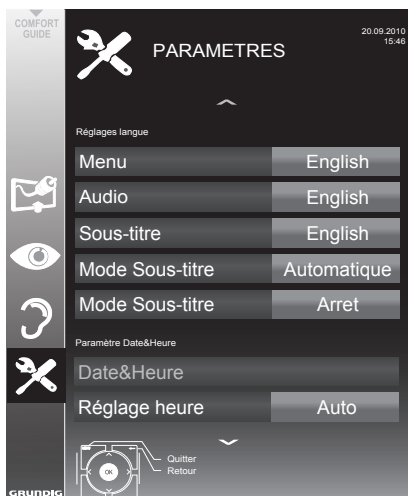 COMFORT
GUIDE
PARAMETRES
20.09.2010
15:46
Réglages langue
Menu English
Audio English
Sous-titre English
Mode Sous-titre Automatique
Mode Sous-titre Arret
Paramètre Date&Heure
Date&Heure
Réglage heure Auto
Quitter
Retour
OK
GRUNDIG